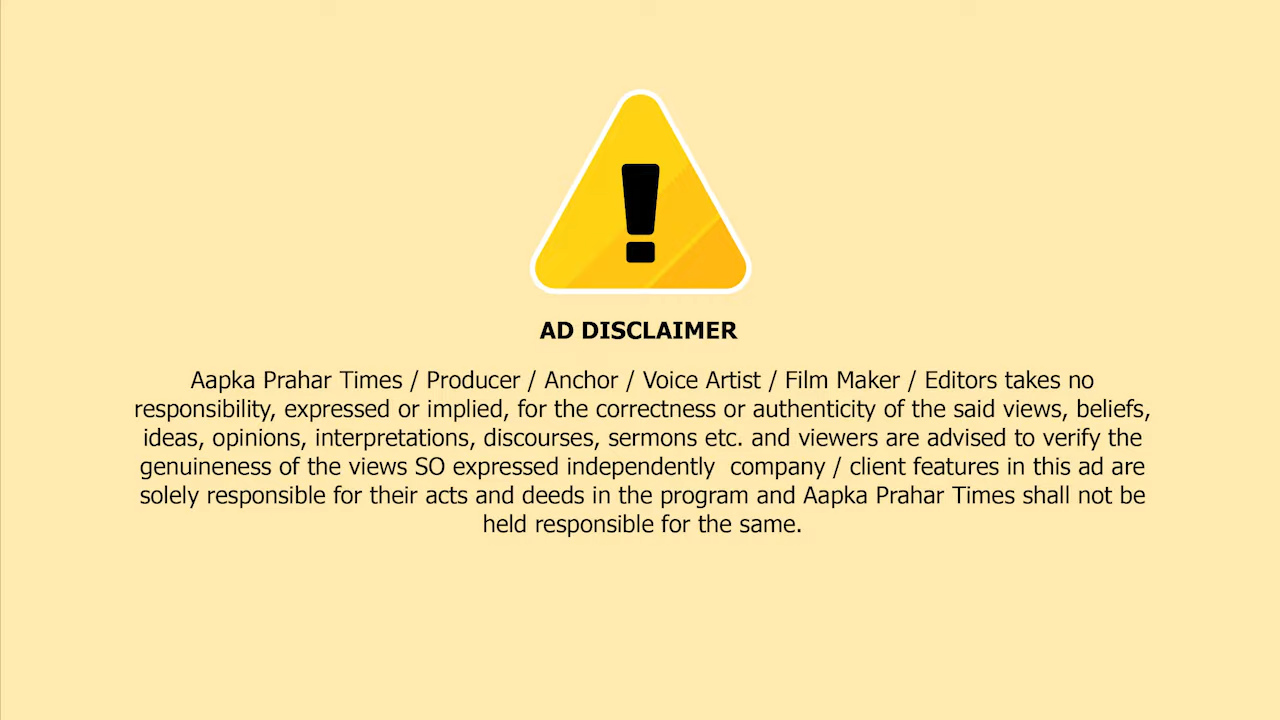 AD DISCLAIMER
Aapka Prahar Times / Producer / Anchor / Voice Artist / Film Maker / Editors takes no
responsibility, expressed or implied, for the correctness or authenticity of the said views, beliefs,
ideas, opinions, interpretations, discourses, sermons etc. and viewers are advised to verify the
genuineness of the views SO expressed independently  company / client features in this ad are
solely responsible for their acts and deeds in the program and Aapka Prahar Times shall not be
held responsible for the same.